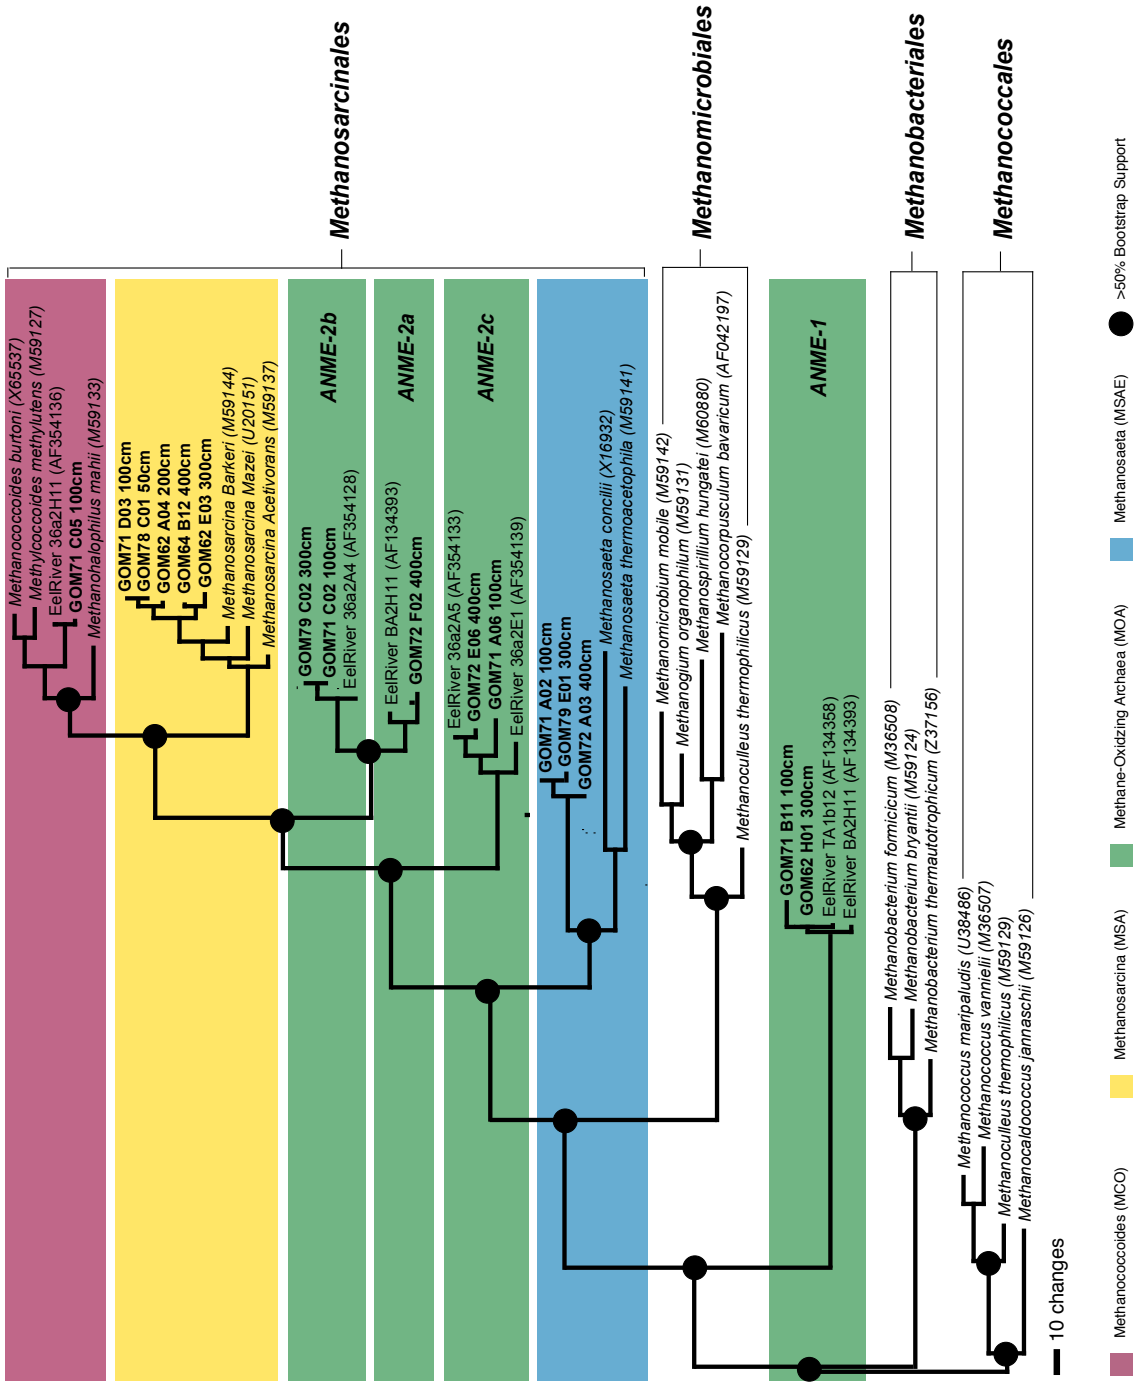 Methanococcoides burtoni (X65537)
Methylcoccoides methylutens (M59127)
EelRiver 36a2H11 (AF354136)
GOM71 C05 100cm
Methanohalophilus mahii (M59133)
GOM71 D03 100cm
GOM78 C01 50cm
GOM62 A04 200cm
GOM64 B12 400cm
GOM62 E03 300cm
Methanosarcina Barkeri (M59144)
Methanosarcina Mazei (U20151)
Methanosarcina Acetivorans (M59137)
GOM79 C02 300cm
GOM71 C02 100cm
EelRiver 36a2A4 (AF354128)
ANME-2b
EelRiver BA2H11 (AF134393)
GOM72 F02 400cm
ANME-2a
EelRiver 36a2A5 (AF354133)
GOM72 E06 400cm
GOM71 A06 100cm
EelRiver 36a2E1 (AF354139)
ANME-2c
GOM71 A02 100cm
GOM79 E01 300cm
GOM72 A03 400cm
Methanosaeta concilii (X16932)
Methanosaeta thermoacetophila (M59141)
Methanosarcinales
Methanomicrobium mobile (M59142)
Methanogium organophilum (M59131)
Methanospirillium hungatei (M60880)
Methanocorpusculum bavaricum (AF042197)
Methanoculleus thermophilicus (M59129)
Methanomicrobiales
GOM71 B11 100cm
GOM62 H01 300cm
EelRiver TA1b12 (AF134358)
EelRiver BA2H11 (AF134393)
ANME-1
Methanobacterium formicicum (M36508)
Methanobacterium bryantii (M59124)
Methanobacterium thermautotrophicum (Z37156)
Methanobacteriales
Methanococcus maripaludis (U38486)
Methanococcus vannielii (M36507)
Methanoculleus themophilicus (M59129)
Methanocaldococcus jannaschii (M59126)
Methanococcales
10 changes
Methanococcoides (MCO)
Methanosarcina (MSA)
Methane-Oxidzing Archaea (MOA)
Methanosaeta (MSAE)
>50% Bootstrap Support